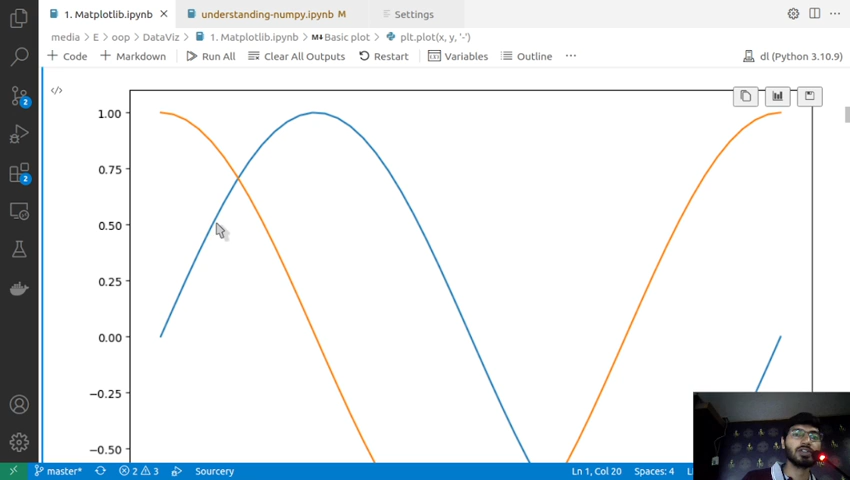 1. Matplotlib.ipynb
understanding-numpy.ipynb M
Settings
media > E > oop > DataViz > 1. Matplotlib.ipynb > M↓Basic plot > plt.plot(x, y, '-')
+ Code + Markdown Run All Clear All Outputs Restart Variables Outline ... dl (Python 3.10.9)
1.00
0.75
0.50
0.25
0.00
−0.25
−0.50
2
2
master* 2 3 Sourcery Ln 1, Col 20 Spaces: 4